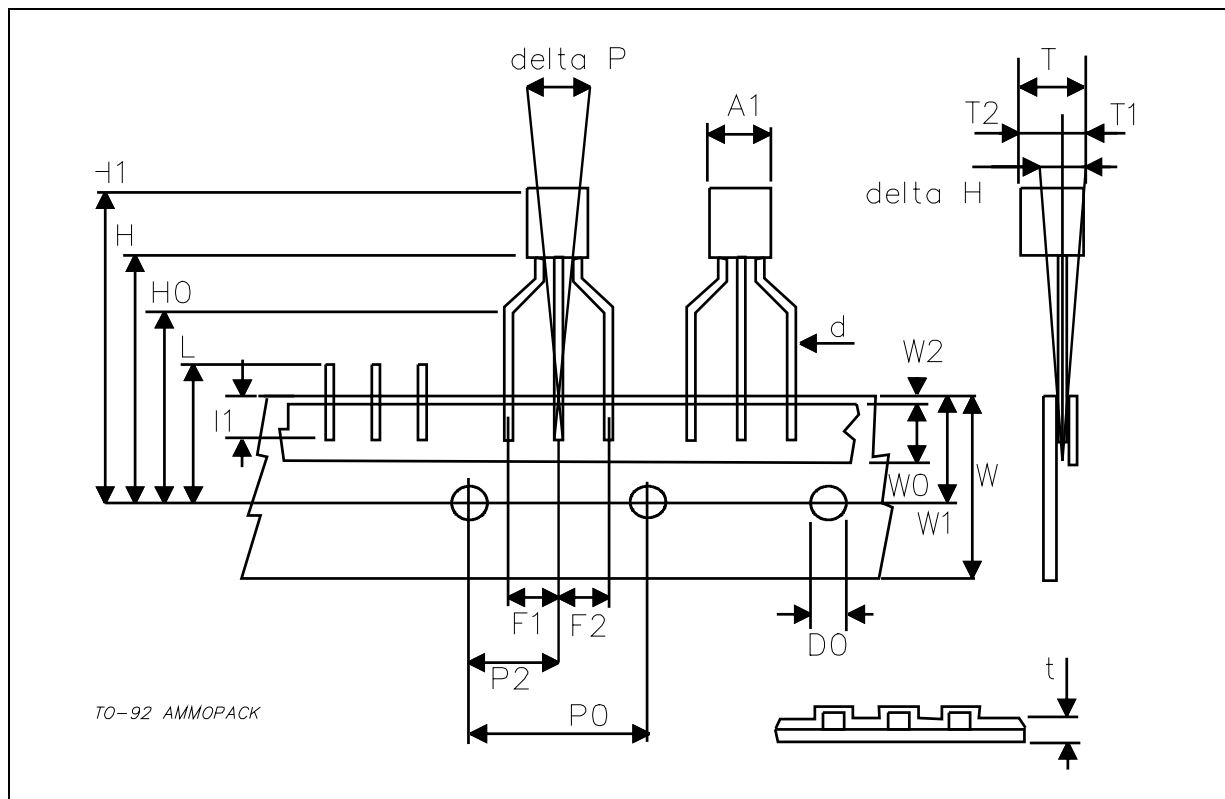 delta P
T
A1
T2
T1
H1
delta H
H
H0
d
L
W2
I1
W0
W
W1
F1
F2
D0
P2
t
P0
TO-92 AMMOPACK